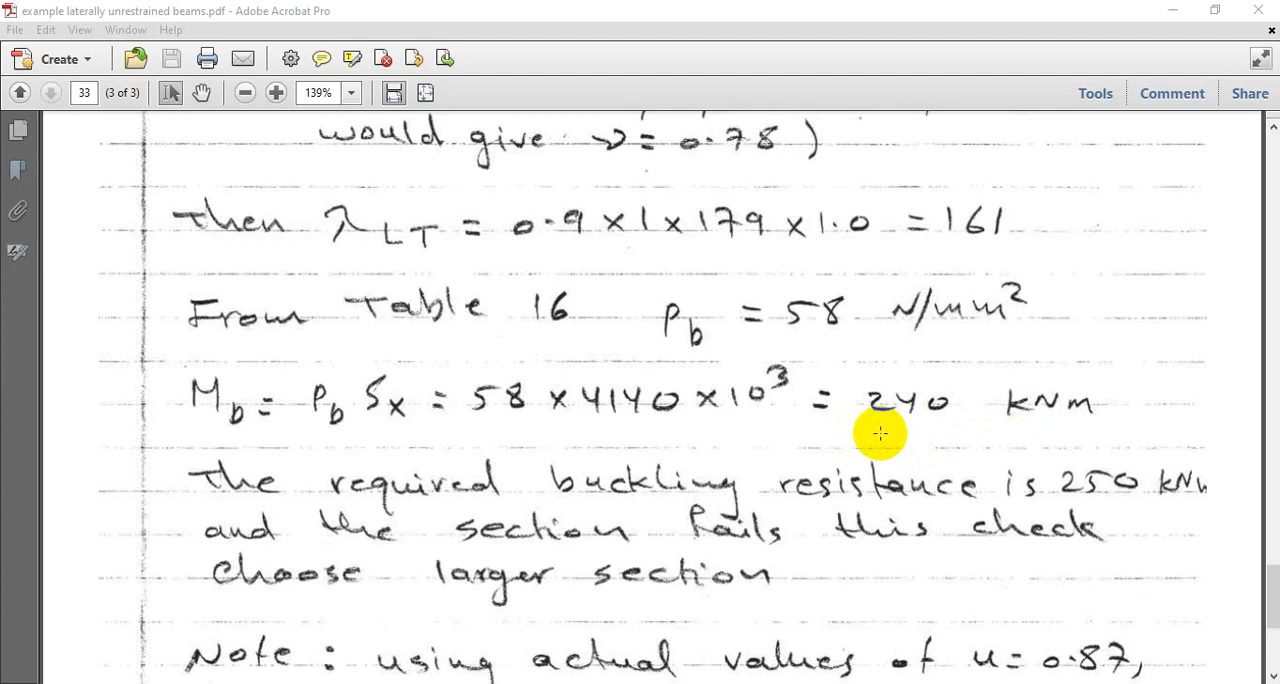 example laterally unrestrained beams.pdf - Adobe Acrobat Pro
File Edit View Window Help
Create
33 (3 of 3) 139% Tools Comment Share
would give ν = 0.78 )
Then λLT = 0.9 × 1 × 179 × 1.0 = 161
From Table 16 Pb = 58 N/mm²
Mb = Pb Sx = 58 × 4140 × 10³ = 240 kNm
The required buckling resistance is 250 kNm
and the section fails this check
choose larger section
Note : using actual values of u = 0.87,